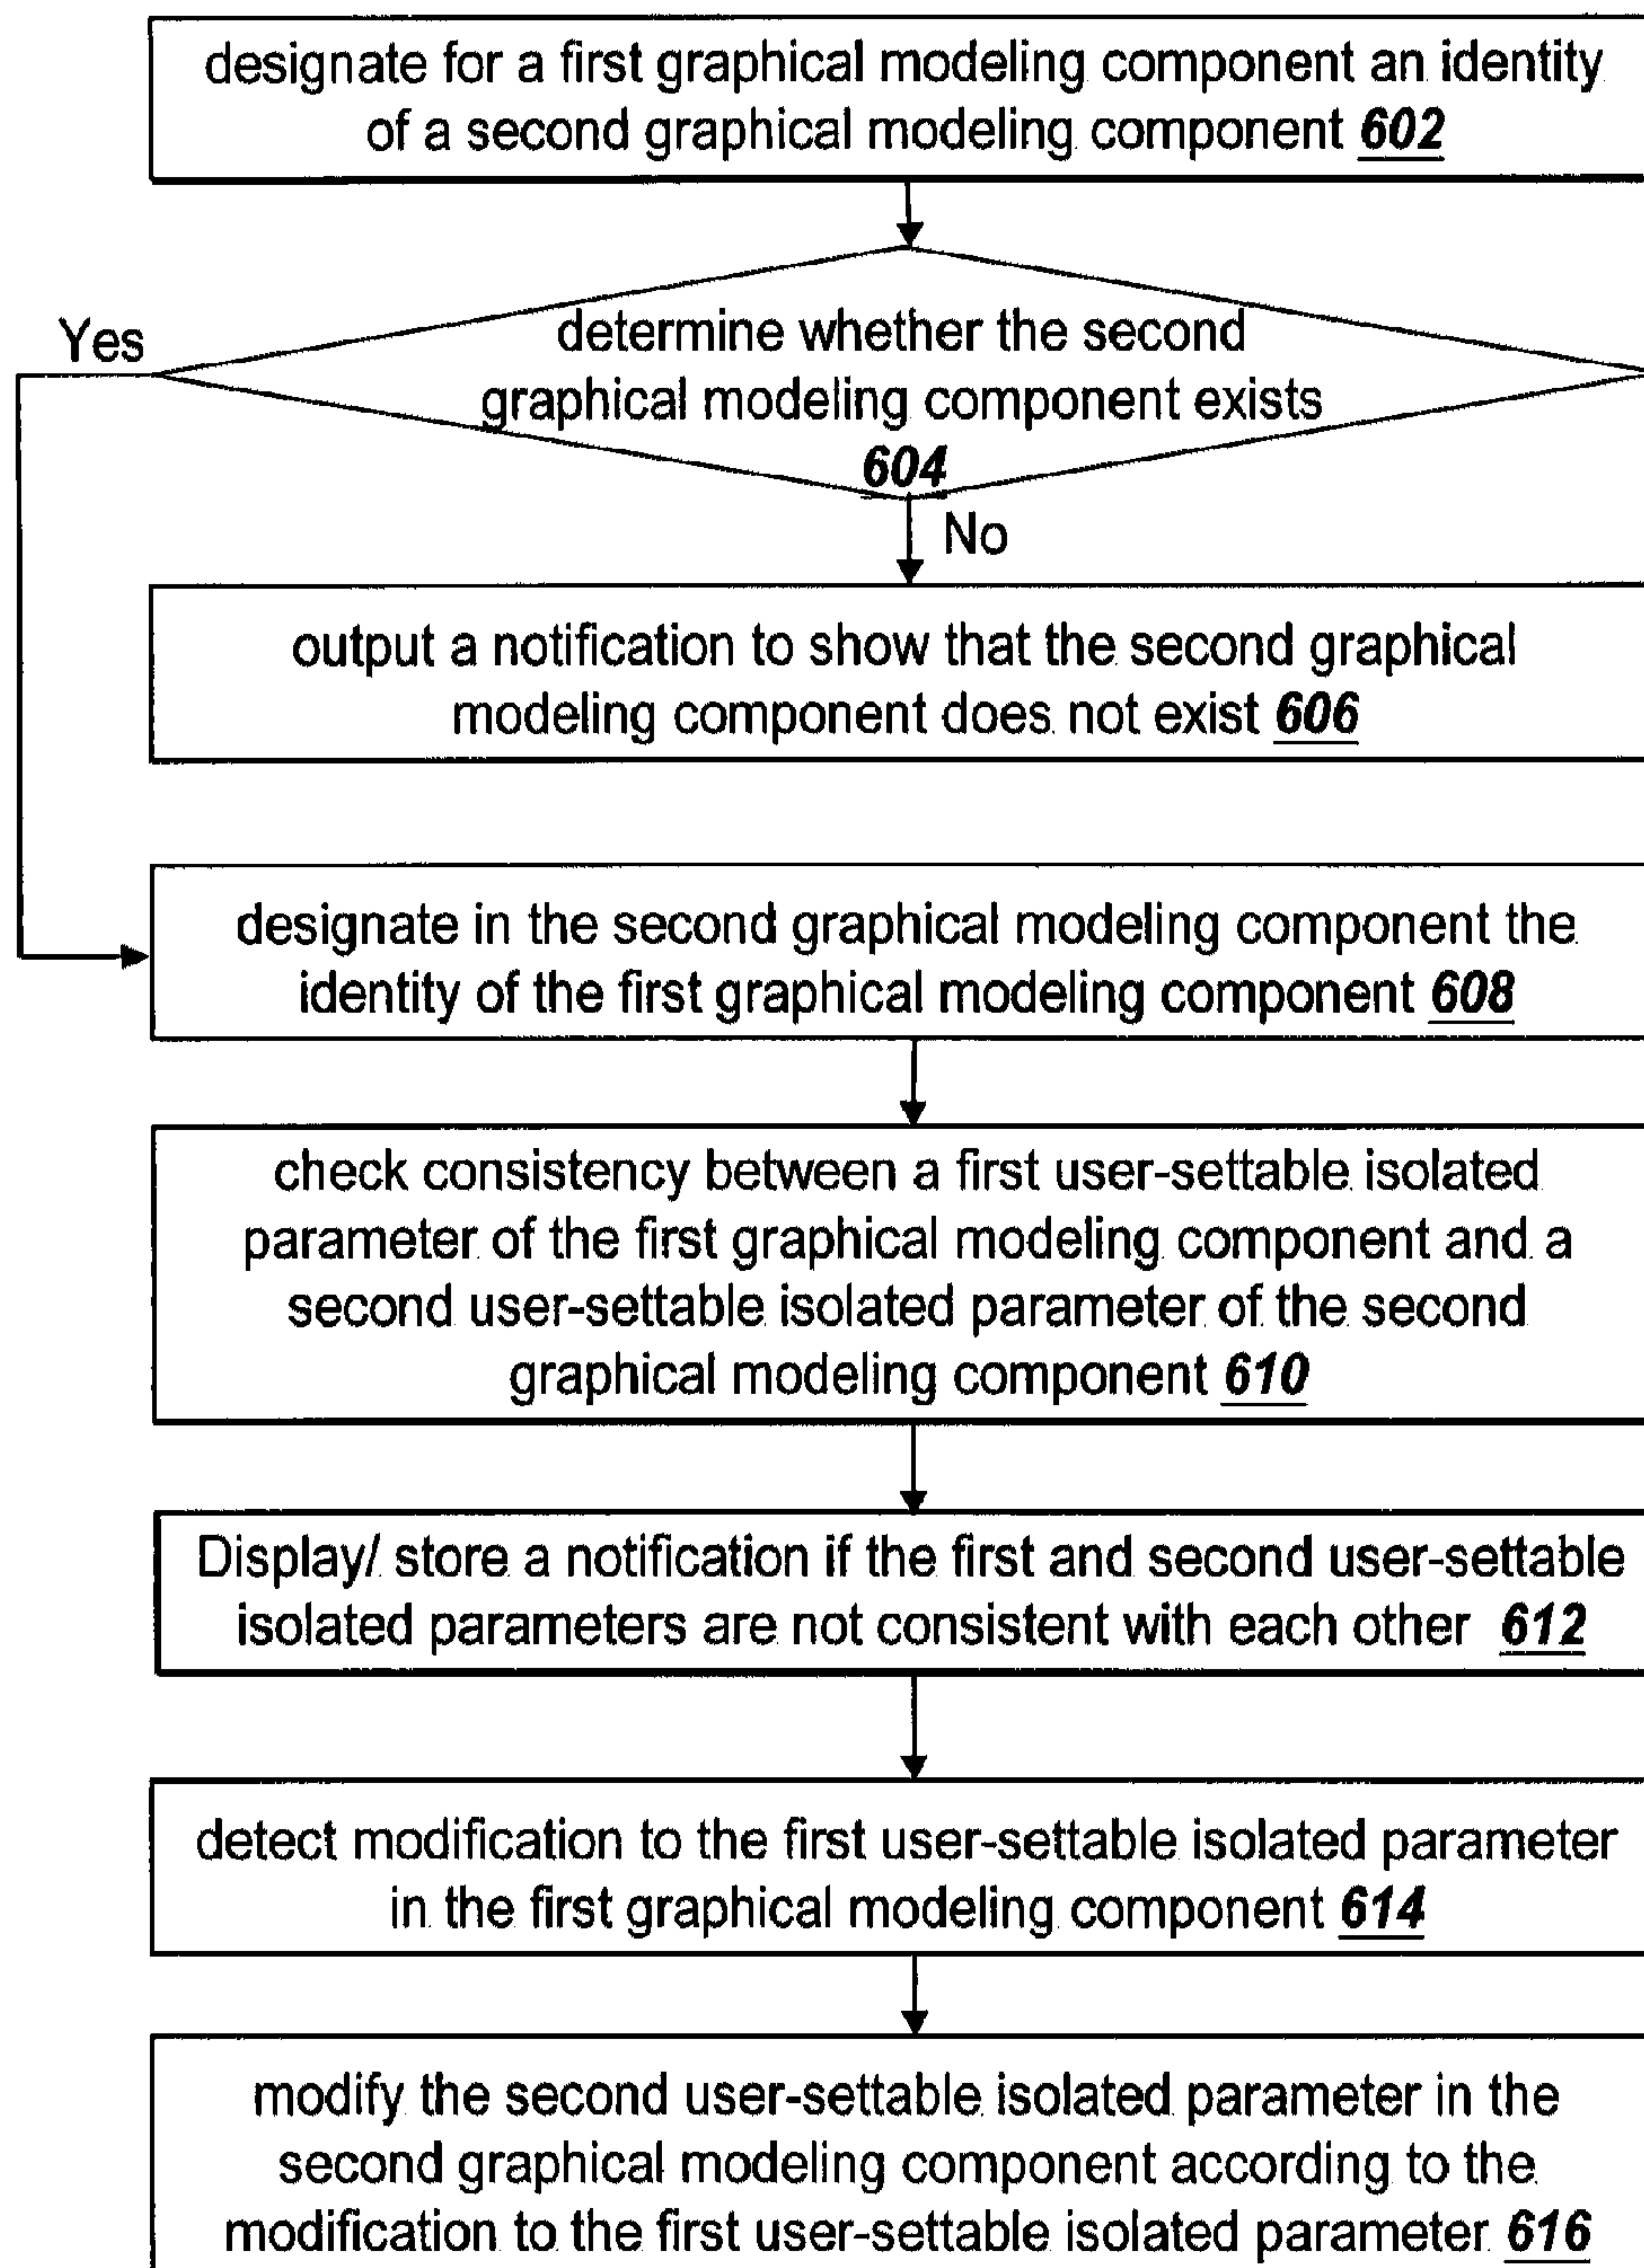 designate for a first graphical modeling component an identity
of a second graphical modeling component 602
Yes
determine whether the second
graphical modeling component exists
604
No
output a notification to show that the second graphical
modeling component does not exist 606
designate in the second graphical modeling component the
identity of the first graphical modeling component 608
check consistency between a first user-settable isolated
parameter of the first graphical modeling component and a
second user-settable isolated parameter of the second
graphical modeling component 610
Display/ store a notification if the first and second user-settable
isolated parameters are not consistent with each other 612
detect modification to the first user-settable isolated parameter
in the first graphical modeling component 614
modify the second user-settable isolated parameter in the
second graphical modeling component according to the
modification to the first user-settable isolated parameter 616